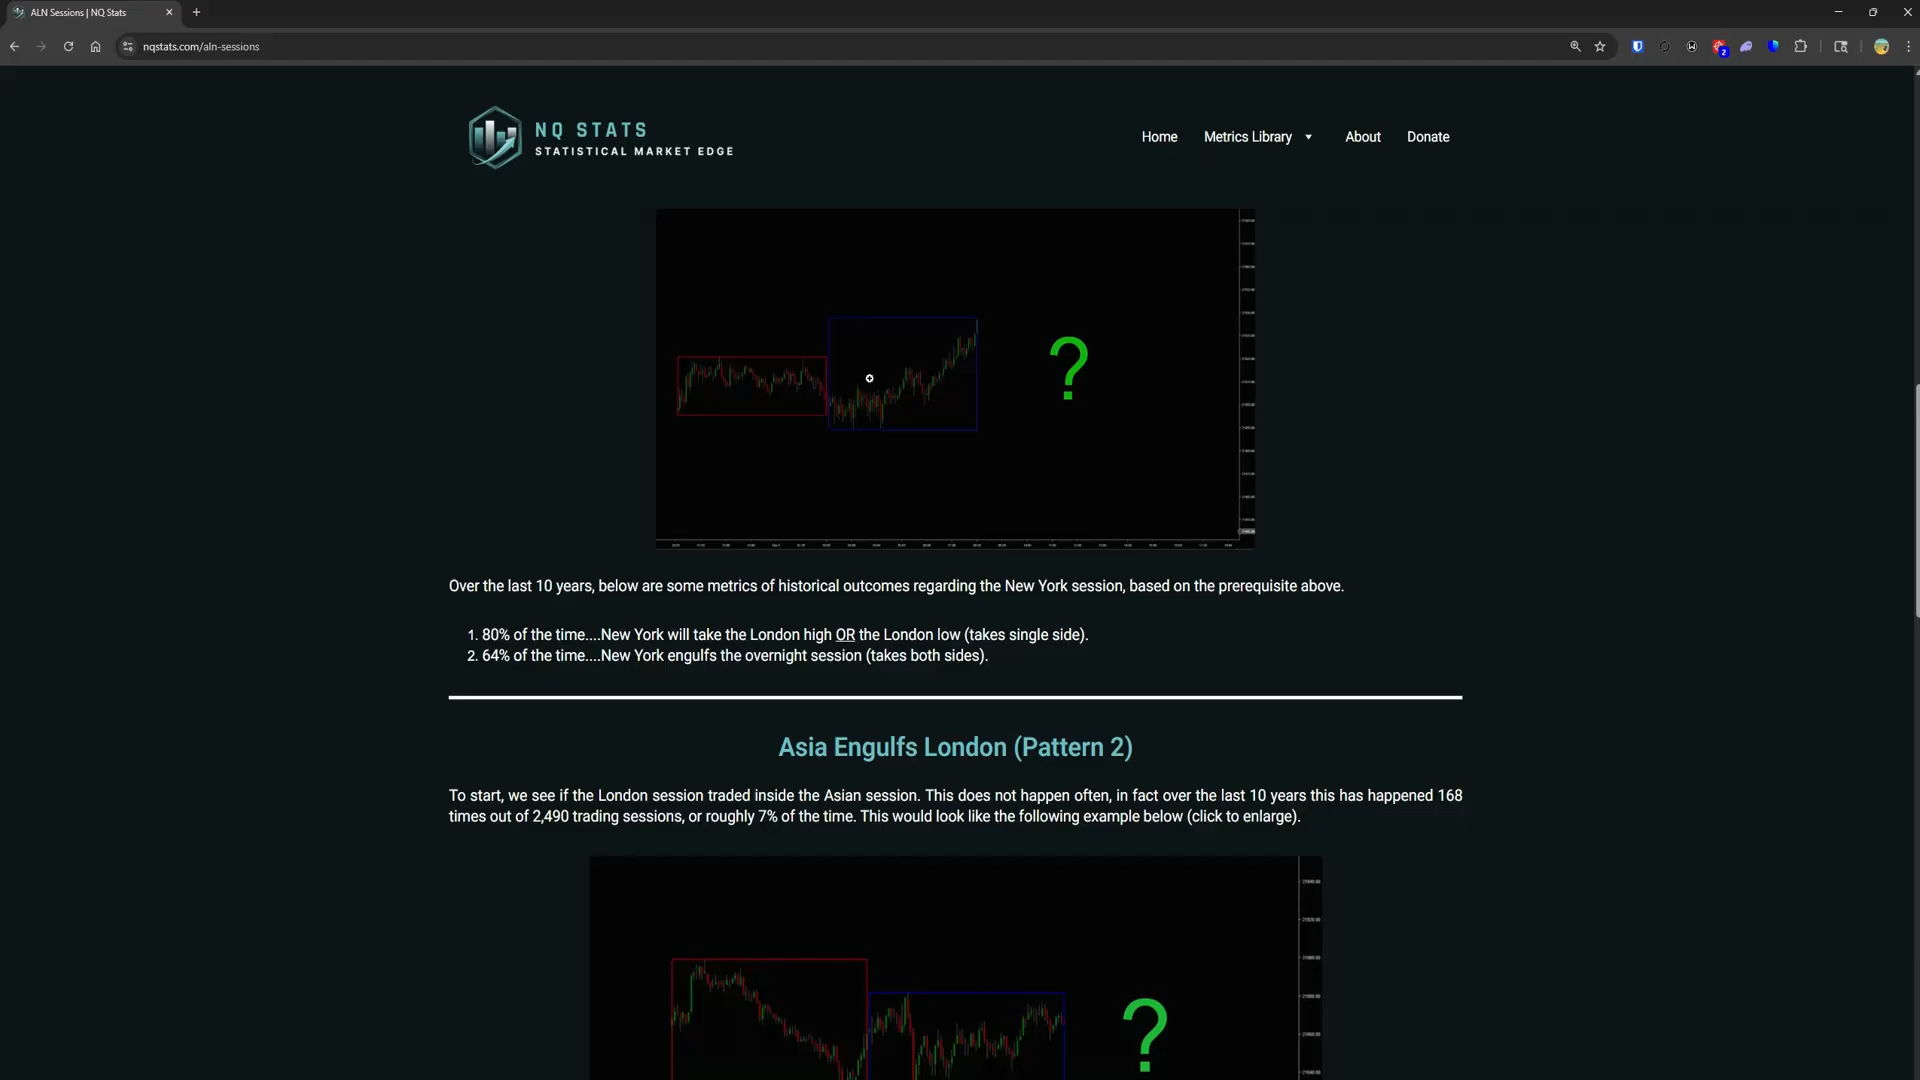 ALN Sessions | NQ Stats
nqstats.com/aln-sessions
2
NQ STATS
STATISTICAL MARKET EDGE
Home
Metrics Library
About
Donate
?
Over the last 10 years, below are some metrics of historical outcomes regarding the New York session, based on the prerequisite above.
1. 80% of the time....New York will take the London high OR the London low (takes single side).
2. 64% of the time....New York engulfs the overnight session (takes both sides).
Asia Engulfs London (Pattern 2)
To start, we see if the London session traded inside the Asian session. This does not happen often, in fact over the last 10 years this has happened 168
times out of 2,490 trading sessions, or roughly 7% of the time. This would look like the following example below (click to enlarge).
?